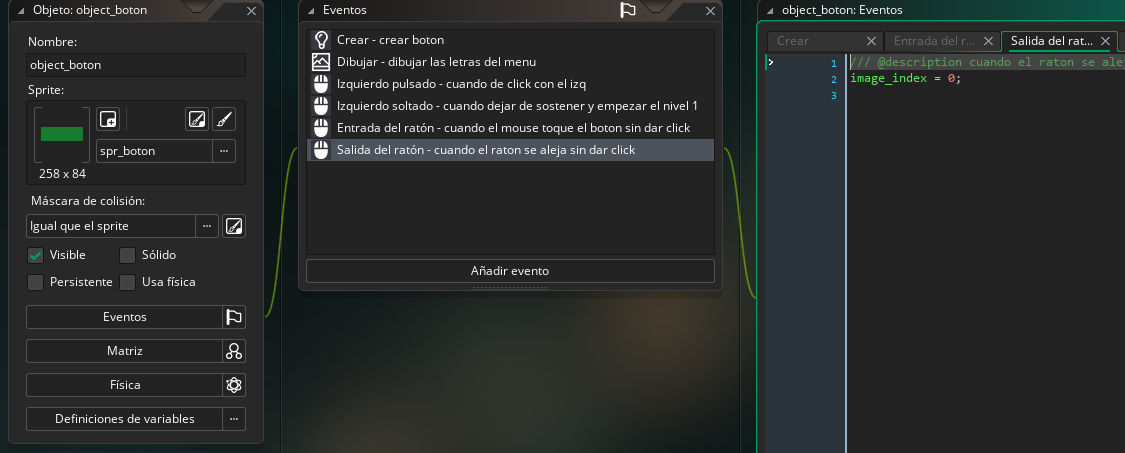 Objeto: object_boton
Nombre:
object_boton
Sprite:
spr_boton
...
258 x 84
Máscara de colisión:
Igual que el sprite
...
Visible
Sólido
Persistente
Usa física
Eventos
Matriz
Física
Definiciones de variables
...
Eventos
Crear - crear boton
Dibujar - dibujar las letras del menu
Izquierdo pulsado - cuando de click con el izq
Izquierdo soltado - cuando dejar de sostener y empezar el nivel 1
Entrada del ratón - cuando el mouse toque el boton sin dar click
Salida del ratón - cuando el raton se aleja sin dar click
Añadir evento
object_boton: Eventos
Crear
Entrada del r...
Salida del rat...
1 /// @description cuando el raton se ale
2 image_index = 0;
3